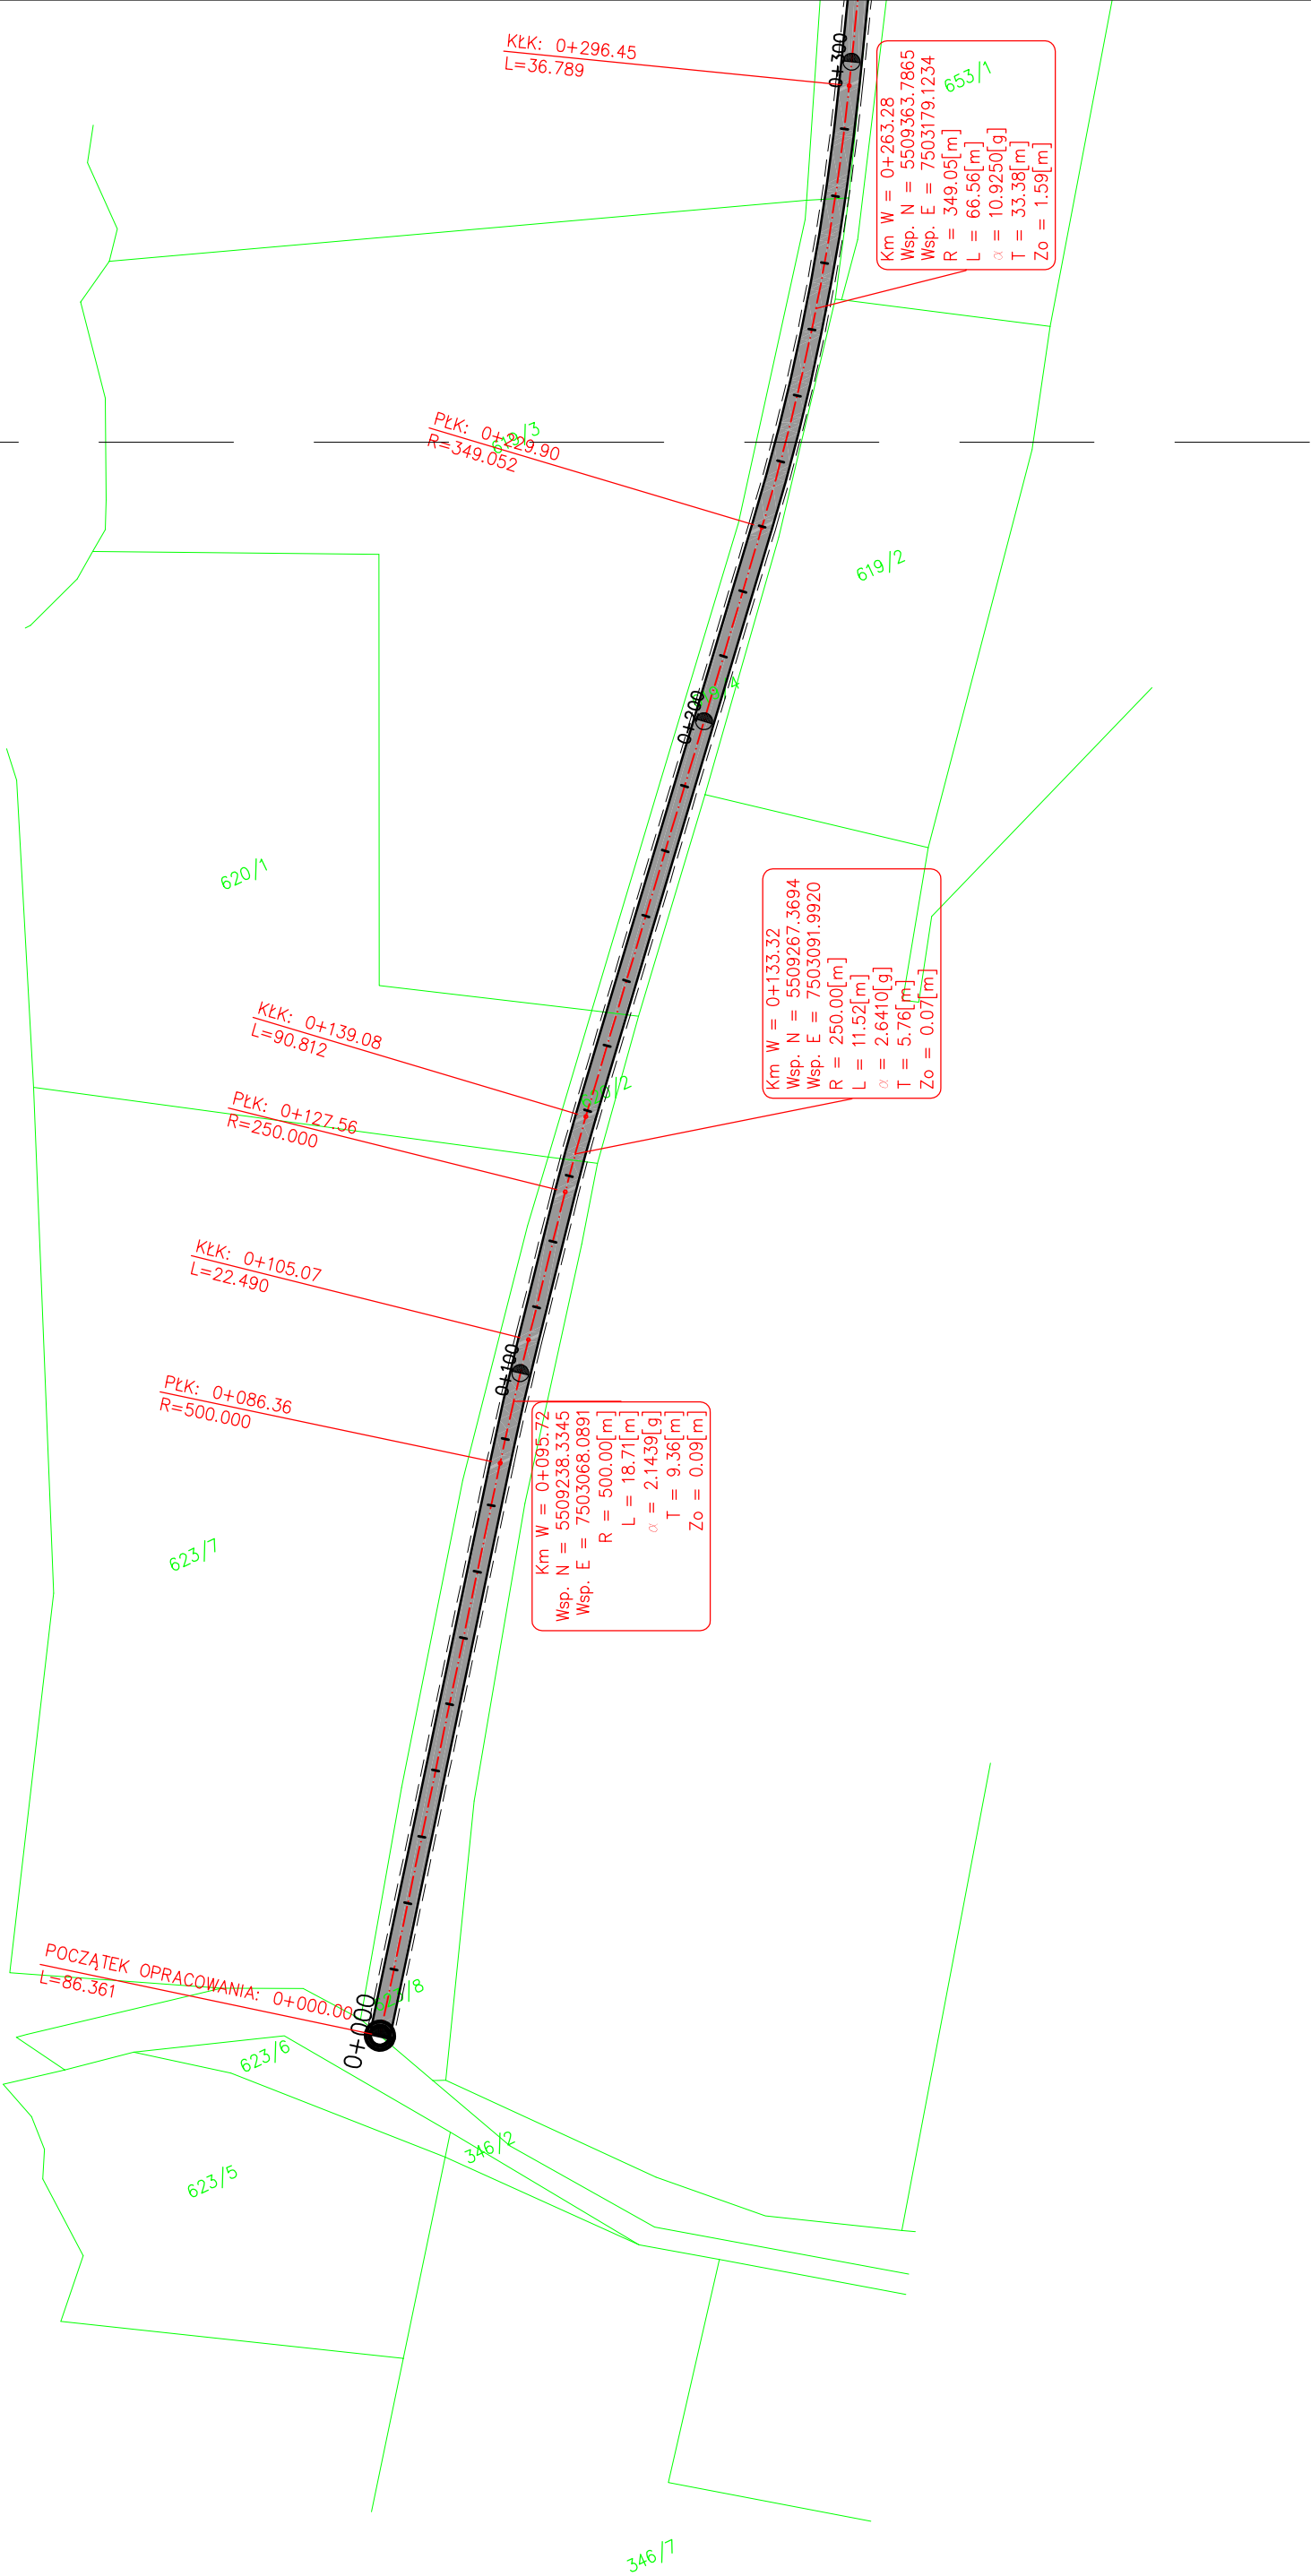 KŁK: 0+296.45
L=36.789
0+300
653/1
Km W = 0+263.28
Wsp. N = 5509363.7865
Wsp. E = 7503179.1234
R = 349.05[m]
L = 66.56[m]
α = 10.9250[g]
T = 33.38[m]
Zo = 1.59[m]
PŁK: 0+229.90
R=349.052
619/2
0+200
620/1
Km W = 0+133.32
Wsp. N = 5509267.3694
Wsp. E = 7503091.9920
R = 250.00[m]
L = 11.52[m]
α = 2.6410[g]
T = 5.76[m]
Zo = 0.07[m]
KŁK: 0+139.08
L=90.812
PŁK: 0+127.56
R=250.000
KŁK: 0+105.07
L=22.490
0+100
PŁK: 0+086.36
R=500.000
Km W = 0+095.72
Wsp. N = 5509238.3345
Wsp. E = 7503068.0891
R = 500.00[m]
L = 18.71[m]
α = 2.1439[g]
T = 9.36[m]
Zo = 0.09[m]
623/7
POCZĄTEK OPRACOWANIA: 0+000.00
L=86.361
0+000
623/6
346/2
623/5
346/7